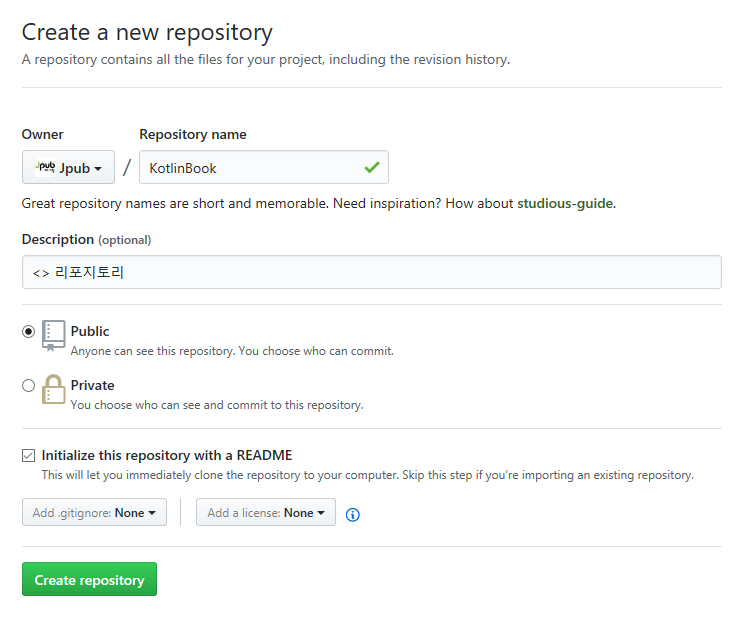 Create a new repository
A repository contains all the files for your project, including the revision history.
Owner
Repository name
Jpub Jpub / KotlinBook
Great repository names are short and memorable. Need inspiration? How about studious-guide.
Description (optional)
<> 리포지토리
Public
Anyone can see this repository. You choose who can commit.
Private
You choose who can see and commit to this repository.
Initialize this repository with a README
This will let you immediately clone the repository to your computer. Skip this step if you're importing an existing repository.
Add .gitignore: None
Add a license: None
Create repository